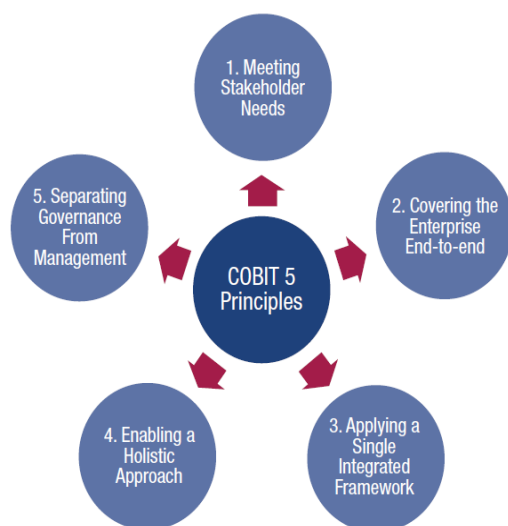 1. Meeting
Stakeholder
Needs
2. Covering the
Enterprise
End-to-end
3. Applying a
Single
Integrated
Framework
4. Enabling a
Holistic
Approach
5. Separating
Governance
From
Management
COBIT 5
Principles